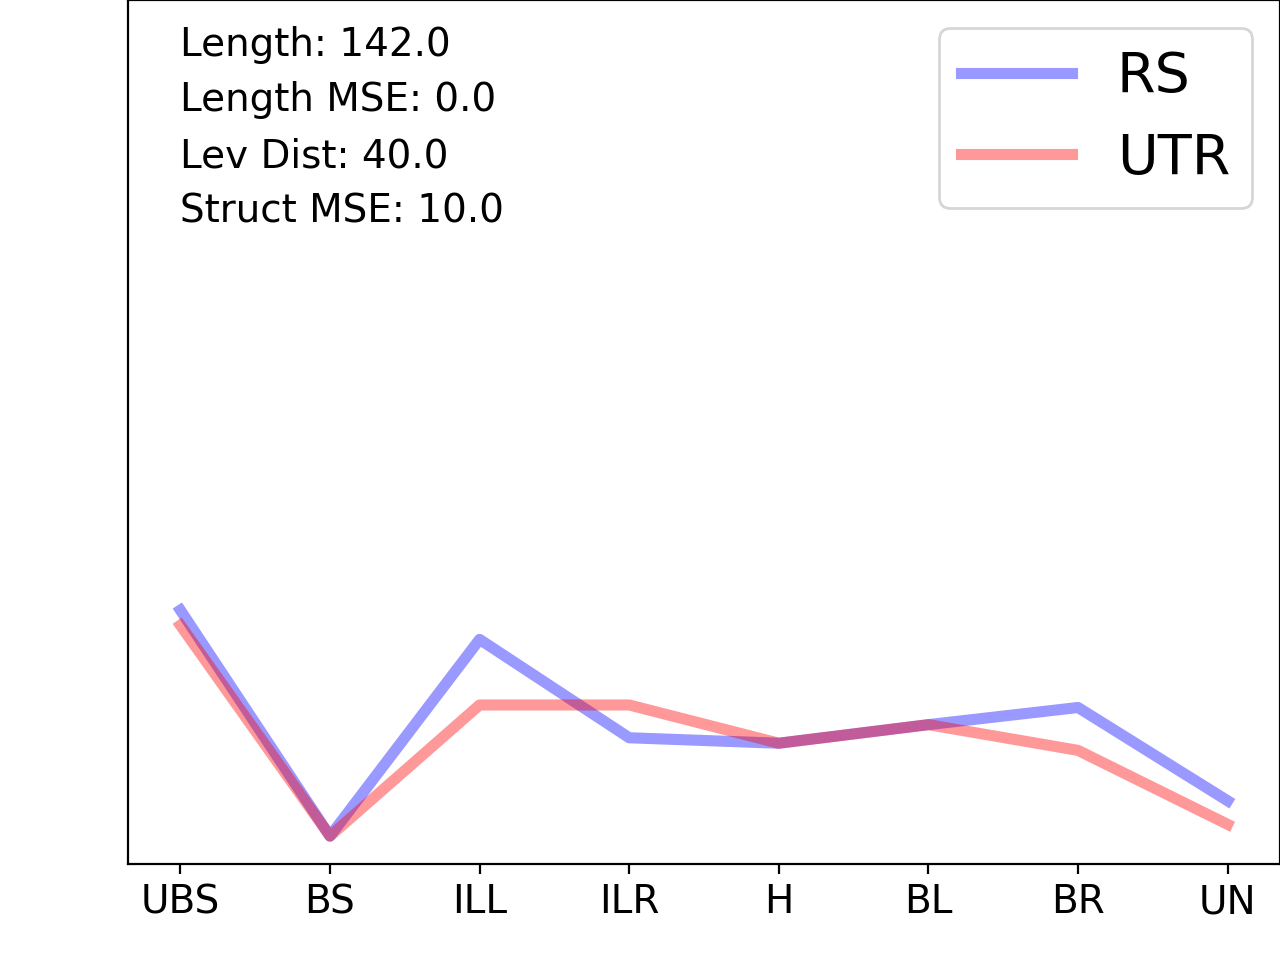 Length: 142.0
Length MSE: 0.0
Lev Dist: 40.0
Struct MSE: 10.0
RS
UTR
UBS BS ILL ILR H BL BR UN